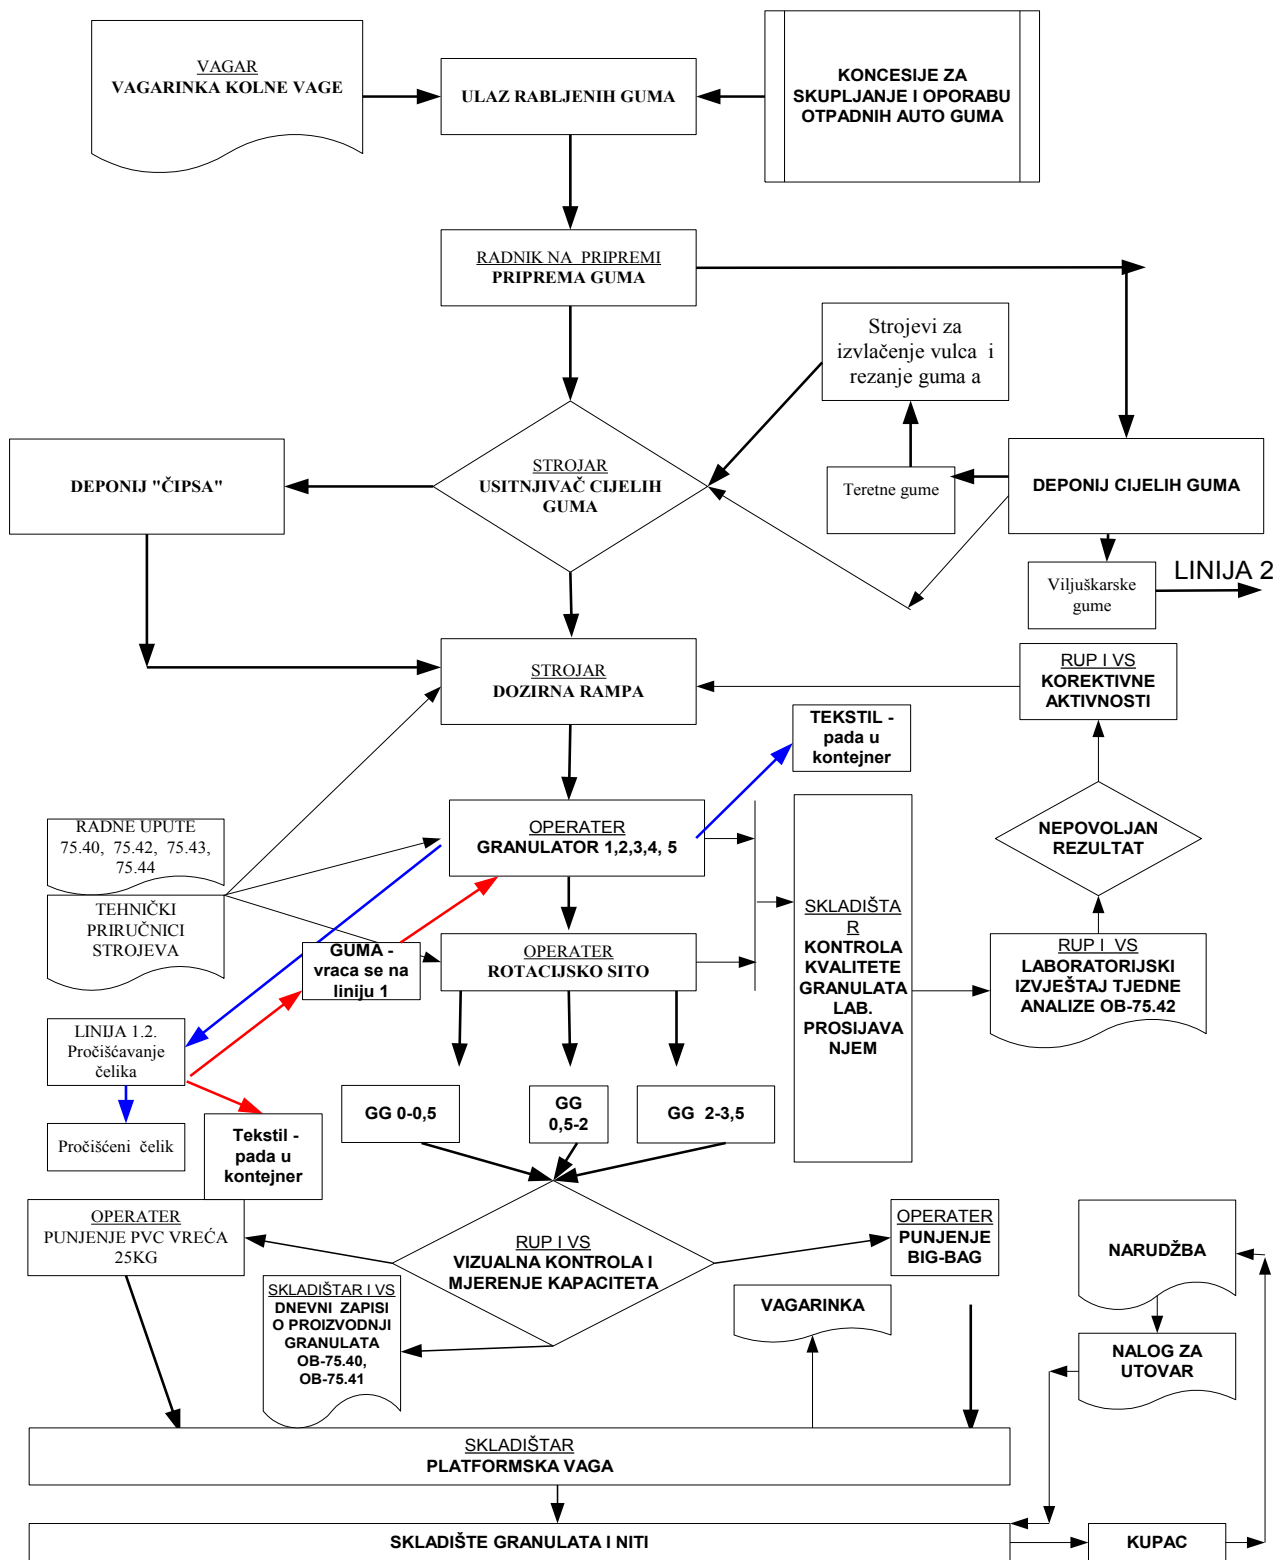 VAGAR
VAGARINKA KOLNE VAGE
ULAZ RABLJENIH GUMA
KONCESIJE ZA
SKUPLJANJE I OPORABU
OTPADNIH AUTO GUMA
RADNIK NA PRIPREMI
PRIPREMA GUMA
Strojevi za
izvlačenje vulca i
rezanje guma a
STROJAR
USITNJIVAČ CIJELIH
GUMA
DEPONIJ "ČIPSA"
Teretne gume
DEPONIJ CIJELIH GUMA
Viljuškarske
gume
LINIJA 2
STROJAR
DOZIRNA RAMPA
RUP I VS
KOREKTIVNE
AKTIVNOSTI
TEKSTIL -
pada u
kontejner
RADNE UPUTE
75.40, 75.42, 75.43,
75.44
OPERATER
GRANULATOR 1,2,3,4, 5
NEPOVOLJAN
REZULTAT
TEHNIČKI
PRIRUČNICI
STROJEVA
GUMA -
vraca se na
liniju 1
OPERATER
ROTACIJSKO SITO
SKLADIŠTA
R
KONTROLA
KVALITETE
GRANULATA
LAB.
PROSIJAVA
NJEM
RUP I VS
LABORATORIJSKI
IZVJEŠTAJ TJEDNE
ANALIZE OB-75.42
LINIJA 1.2.
Pročišćavanje
čelika
Pročišćeni čelik
Tekstil -
pada u
kontejner
GG 0-0,5
GG
0,5-2
GG 2-3,5
OPERATER
PUNJENJE PVC VREĆA
25KG
RUP I VS
VIZUALNA KONTROLA I
MJERENJE KAPACITETA
OPERATER
PUNJENJE
BIG-BAG
NARUDŽBA
SKLADIŠTAR I VS
DNEVNI ZAPISI
O PROIZVODNJI
GRANULATA
OB-75.40,
OB-75.41
VAGARINKA
NALOG ZA
UTOVAR
SKLADIŠTAR
PLATFORMSKA VAGA
SKLADIŠTE GRANULATA I NITI
KUPAC